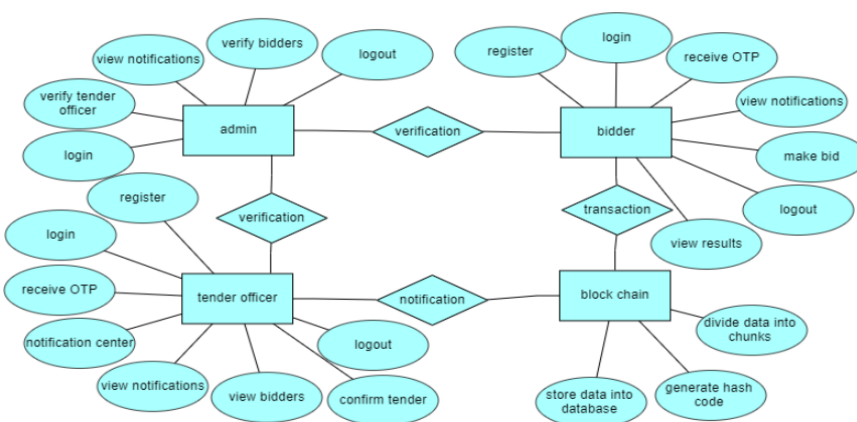 verify bidders
login
view notifications
logout
register
receive OTP
verify tender
officer
view notifications
admin
verification
bidder
login
make bid
register
verification
transaction
logout
login
view results
receive OTP
tender officer
notification
block chain
notification center
logout
divide data into
chunks
view notifications
view bidders
confirm tender
store data into
database
generate hash
code